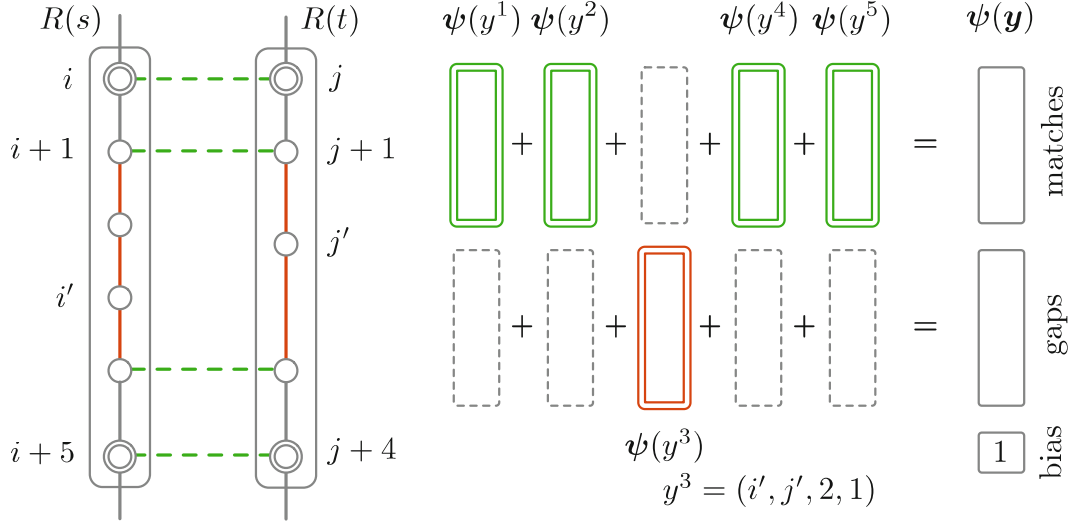 R(s) R(t) 𝝍(y¹) 𝝍(y²) 𝝍(y⁴) 𝝍(y⁵) 𝝍(𝒚)
i j
i + 1 j + 1
+ + + + = matches
j′
i′
+ + + + = gaps
i + 5 j + 4
𝝍(y³) 1 bias
y³ = (i′, j′, 2, 1)